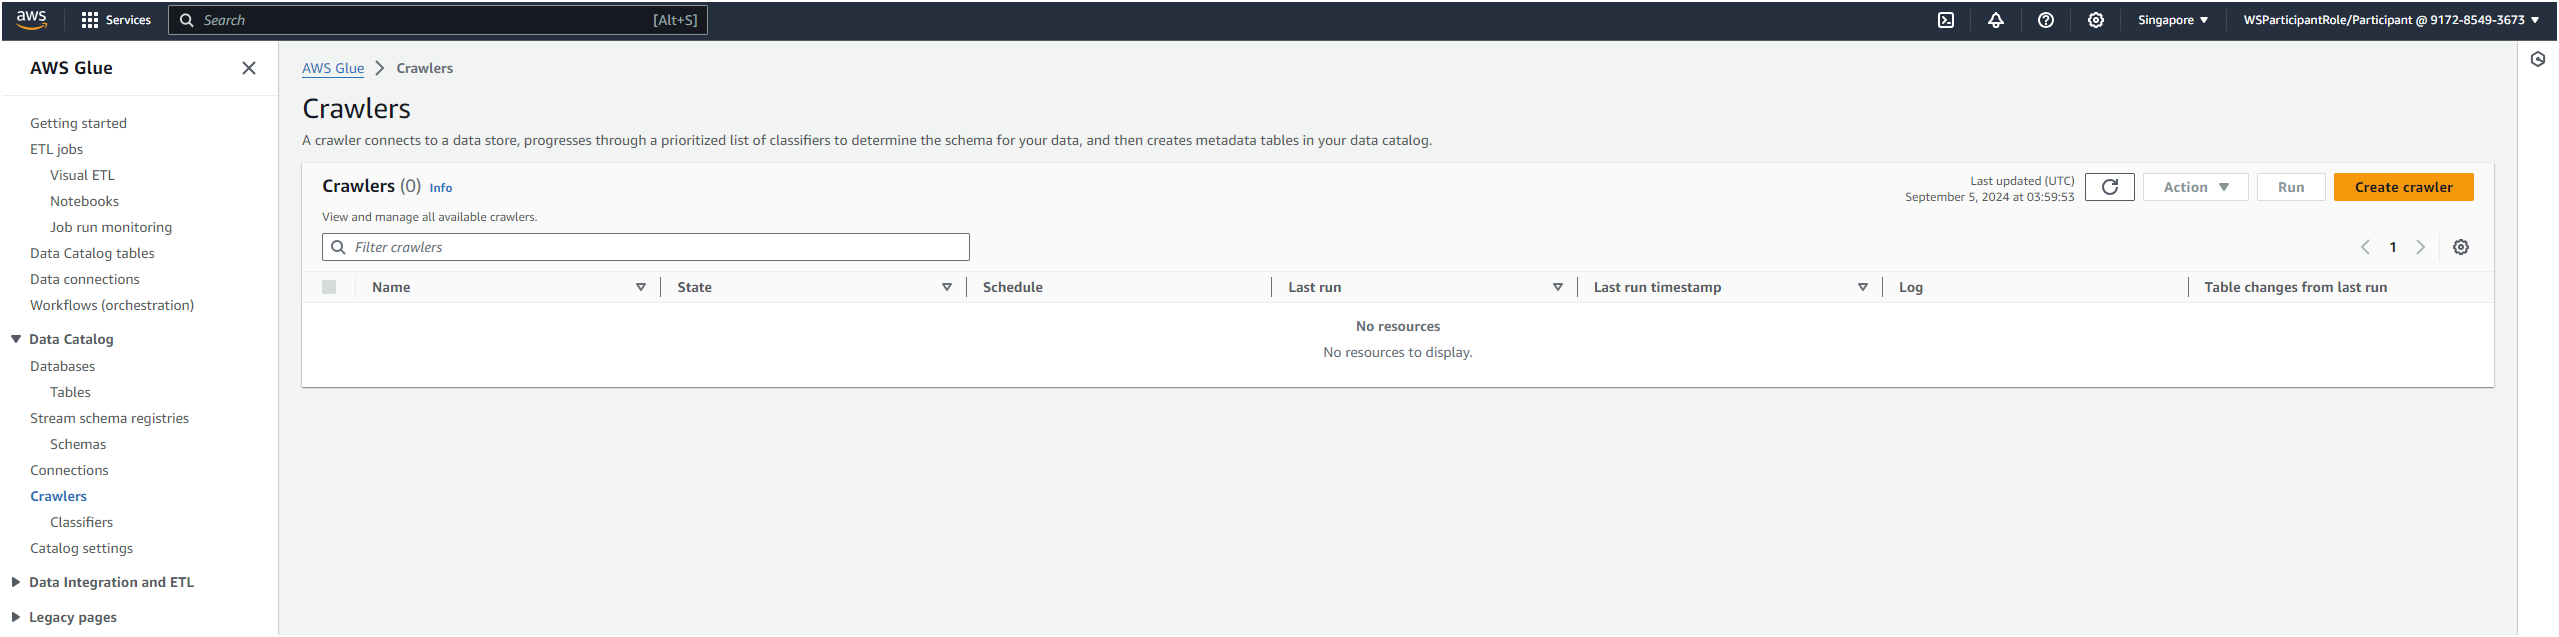 aws
Services
Search
[Alt+S]
Singapore
WSParticipantRole/Participant @ 9172-8549-3673
AWS Glue
Getting started
ETL jobs
Visual ETL
Notebooks
Job run monitoring
Data Catalog tables
Data connections
Workflows (orchestration)
Data Catalog
Databases
Tables
Stream schema registries
Schemas
Connections
Crawlers
Classifiers
Catalog settings
Data Integration and ETL
Legacy pages
AWS Glue > Crawlers
Crawlers
A crawler connects to a data store, progresses through a prioritized list of classifiers to determine the schema for your data, and then creates metadata tables in your data catalog.
Crawlers (0) Info
View and manage all available crawlers.
Last updated (UTC)
September 5, 2024 at 03:59:53
Action
Run
Create crawler
Filter crawlers
1
Name
State
Schedule
Last run
Last run timestamp
Log
Table changes from last run
No resources
No resources to display.